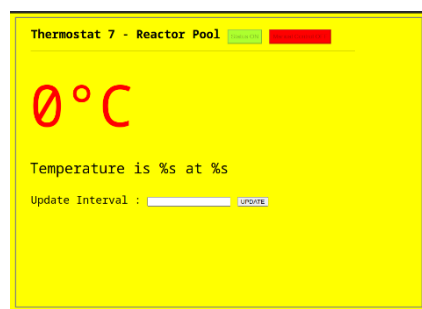 Thermostat 7 - Reactor Pool
0°C
Temperature is %s at %s
Update Interval :
UPDATE